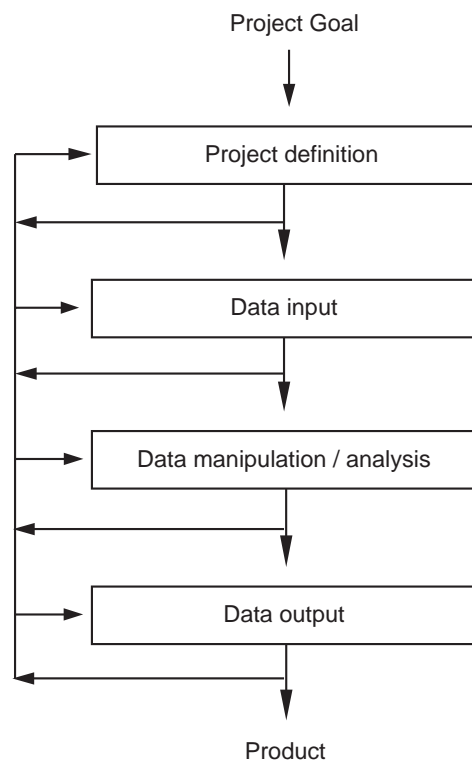 Project Goal
Project definition
Data input
Data manipulation / analysis
Data output
Product